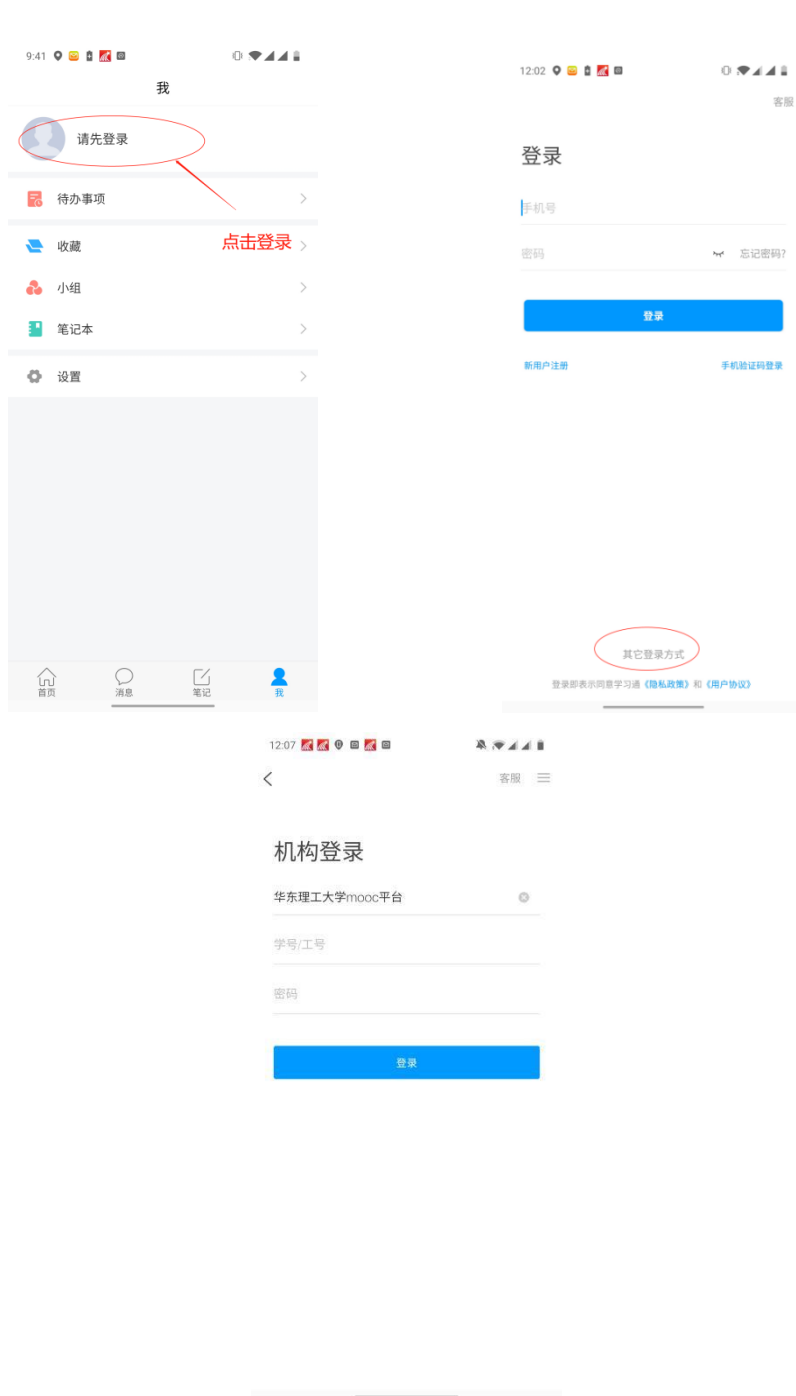 9:41
我
请先登录
待办事项
收藏
点击登录
小组
笔记本
设置
首页
消息
笔记
我
12:02
客服
登录
手机号
密码
忘记密码?
登录
新用户注册
手机验证码登录
其它登录方式
登录即表示同意学习通《隐私政策》和《用户协议》
12:07
客服
机构登录
华东理工大学mooc平台
学号/工号
密码
登录